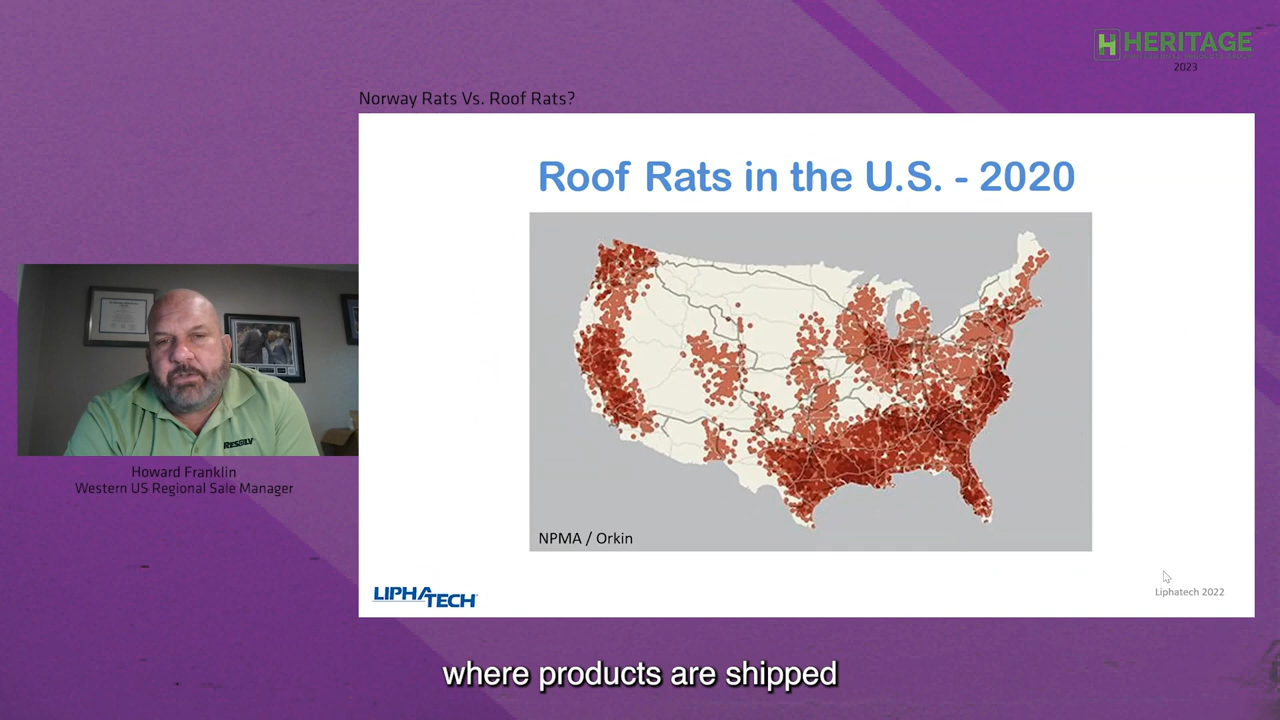 HERITAGE
2023
Norway Rats Vs. Roof Rats?
Roof Rats in the U.S. - 2020
RESOLV
Howard Franklin
Western US Regional Sale Manager
NPMA / Orkin
LIPHATECH
Liphatech 2022
where products are shipped